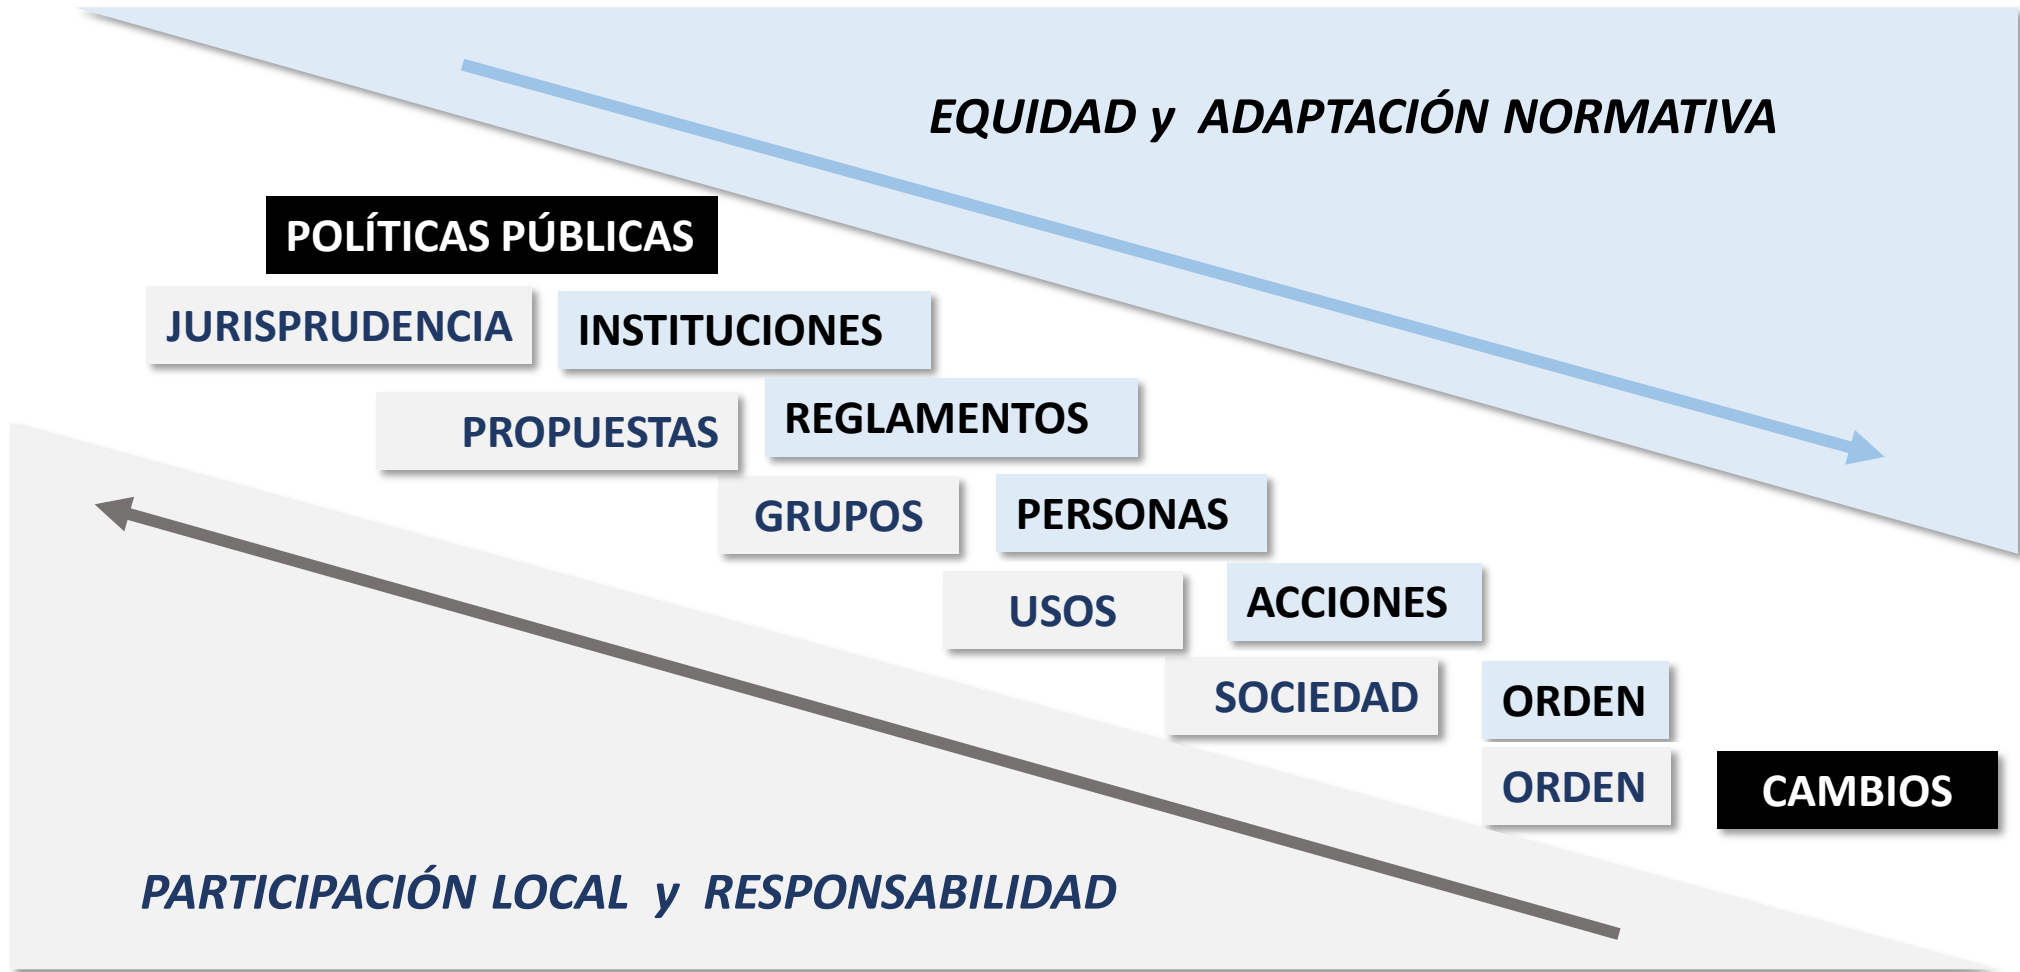 EQUIDAD y ADAPTACIÓN NORMATIVA
POLÍTICAS PÚBLICAS
JURISPRUDENCIA
INSTITUCIONES
PROPUESTAS
REGLAMENTOS
GRUPOS
PERSONAS
USOS
ACCIONES
SOCIEDAD
ORDEN
ORDEN
CAMBIOS
PARTICIPACIÓN LOCAL y RESPONSABILIDAD